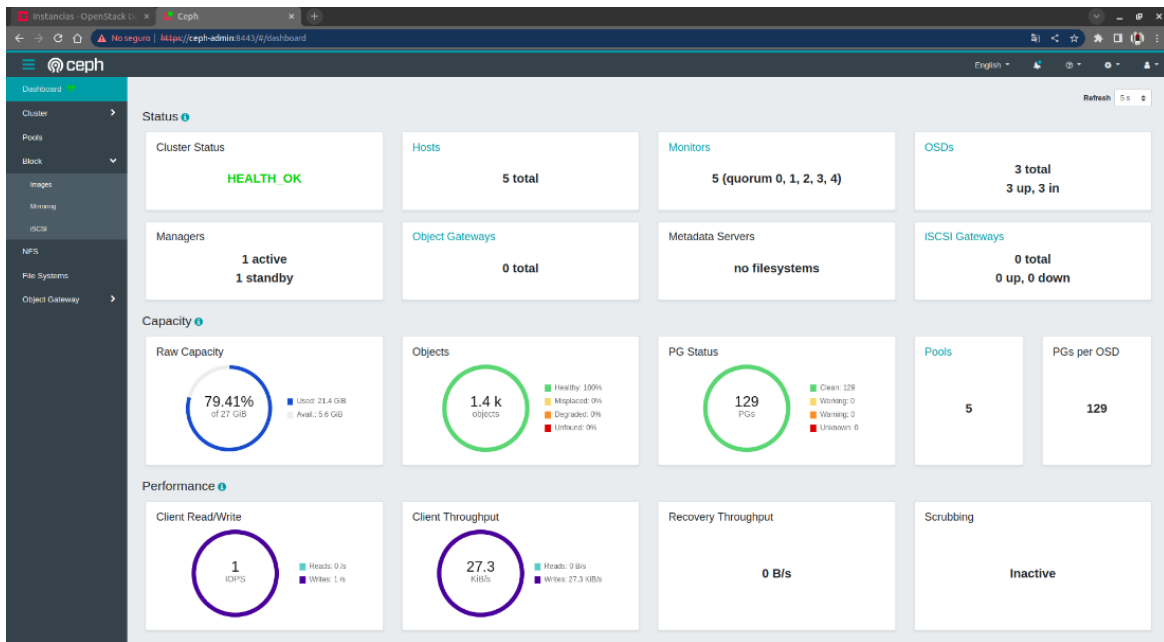 Instancias - OpenStack Da
Ceph
No seguro | https://ceph-admin:8443/#/dashboard
ceph
English
Dashboard
Cluster
Pools
Block
Images
Mirroring
iSCSI
NFS
File Systems
Object Gateway
Refresh 5 s
Status
Cluster Status
HEALTH_OK
Hosts
5 total
Monitors
5 (quorum 0, 1, 2, 3, 4)
OSDs
3 total
3 up, 3 in
Managers
1 active
1 standby
Object Gateways
0 total
Metadata Servers
no filesystems
iSCSI Gateways
0 total
0 up, 0 down
Capacity
Raw Capacity
79.41%
of 27 GiB
Used: 21.4 GiB
Avail.: 5.6 GiB
Objects
1.4 k
objects
Healthy: 100%
Misplaced: 0%
Degraded: 0%
Unfound: 0%
PG Status
129
PGs
Clean: 129
Working: 0
Warning: 0
Unknown: 0
Pools
5
PGs per OSD
129
Performance
Client Read/Write
1
IOPS
Reads: 0 /s
Writes: 1 /s
Client Throughput
27.3
KiB/s
Reads: 0 B/s
Writes: 27.3 KiB/s
Recovery Throughput
0 B/s
Scrubbing
Inactive